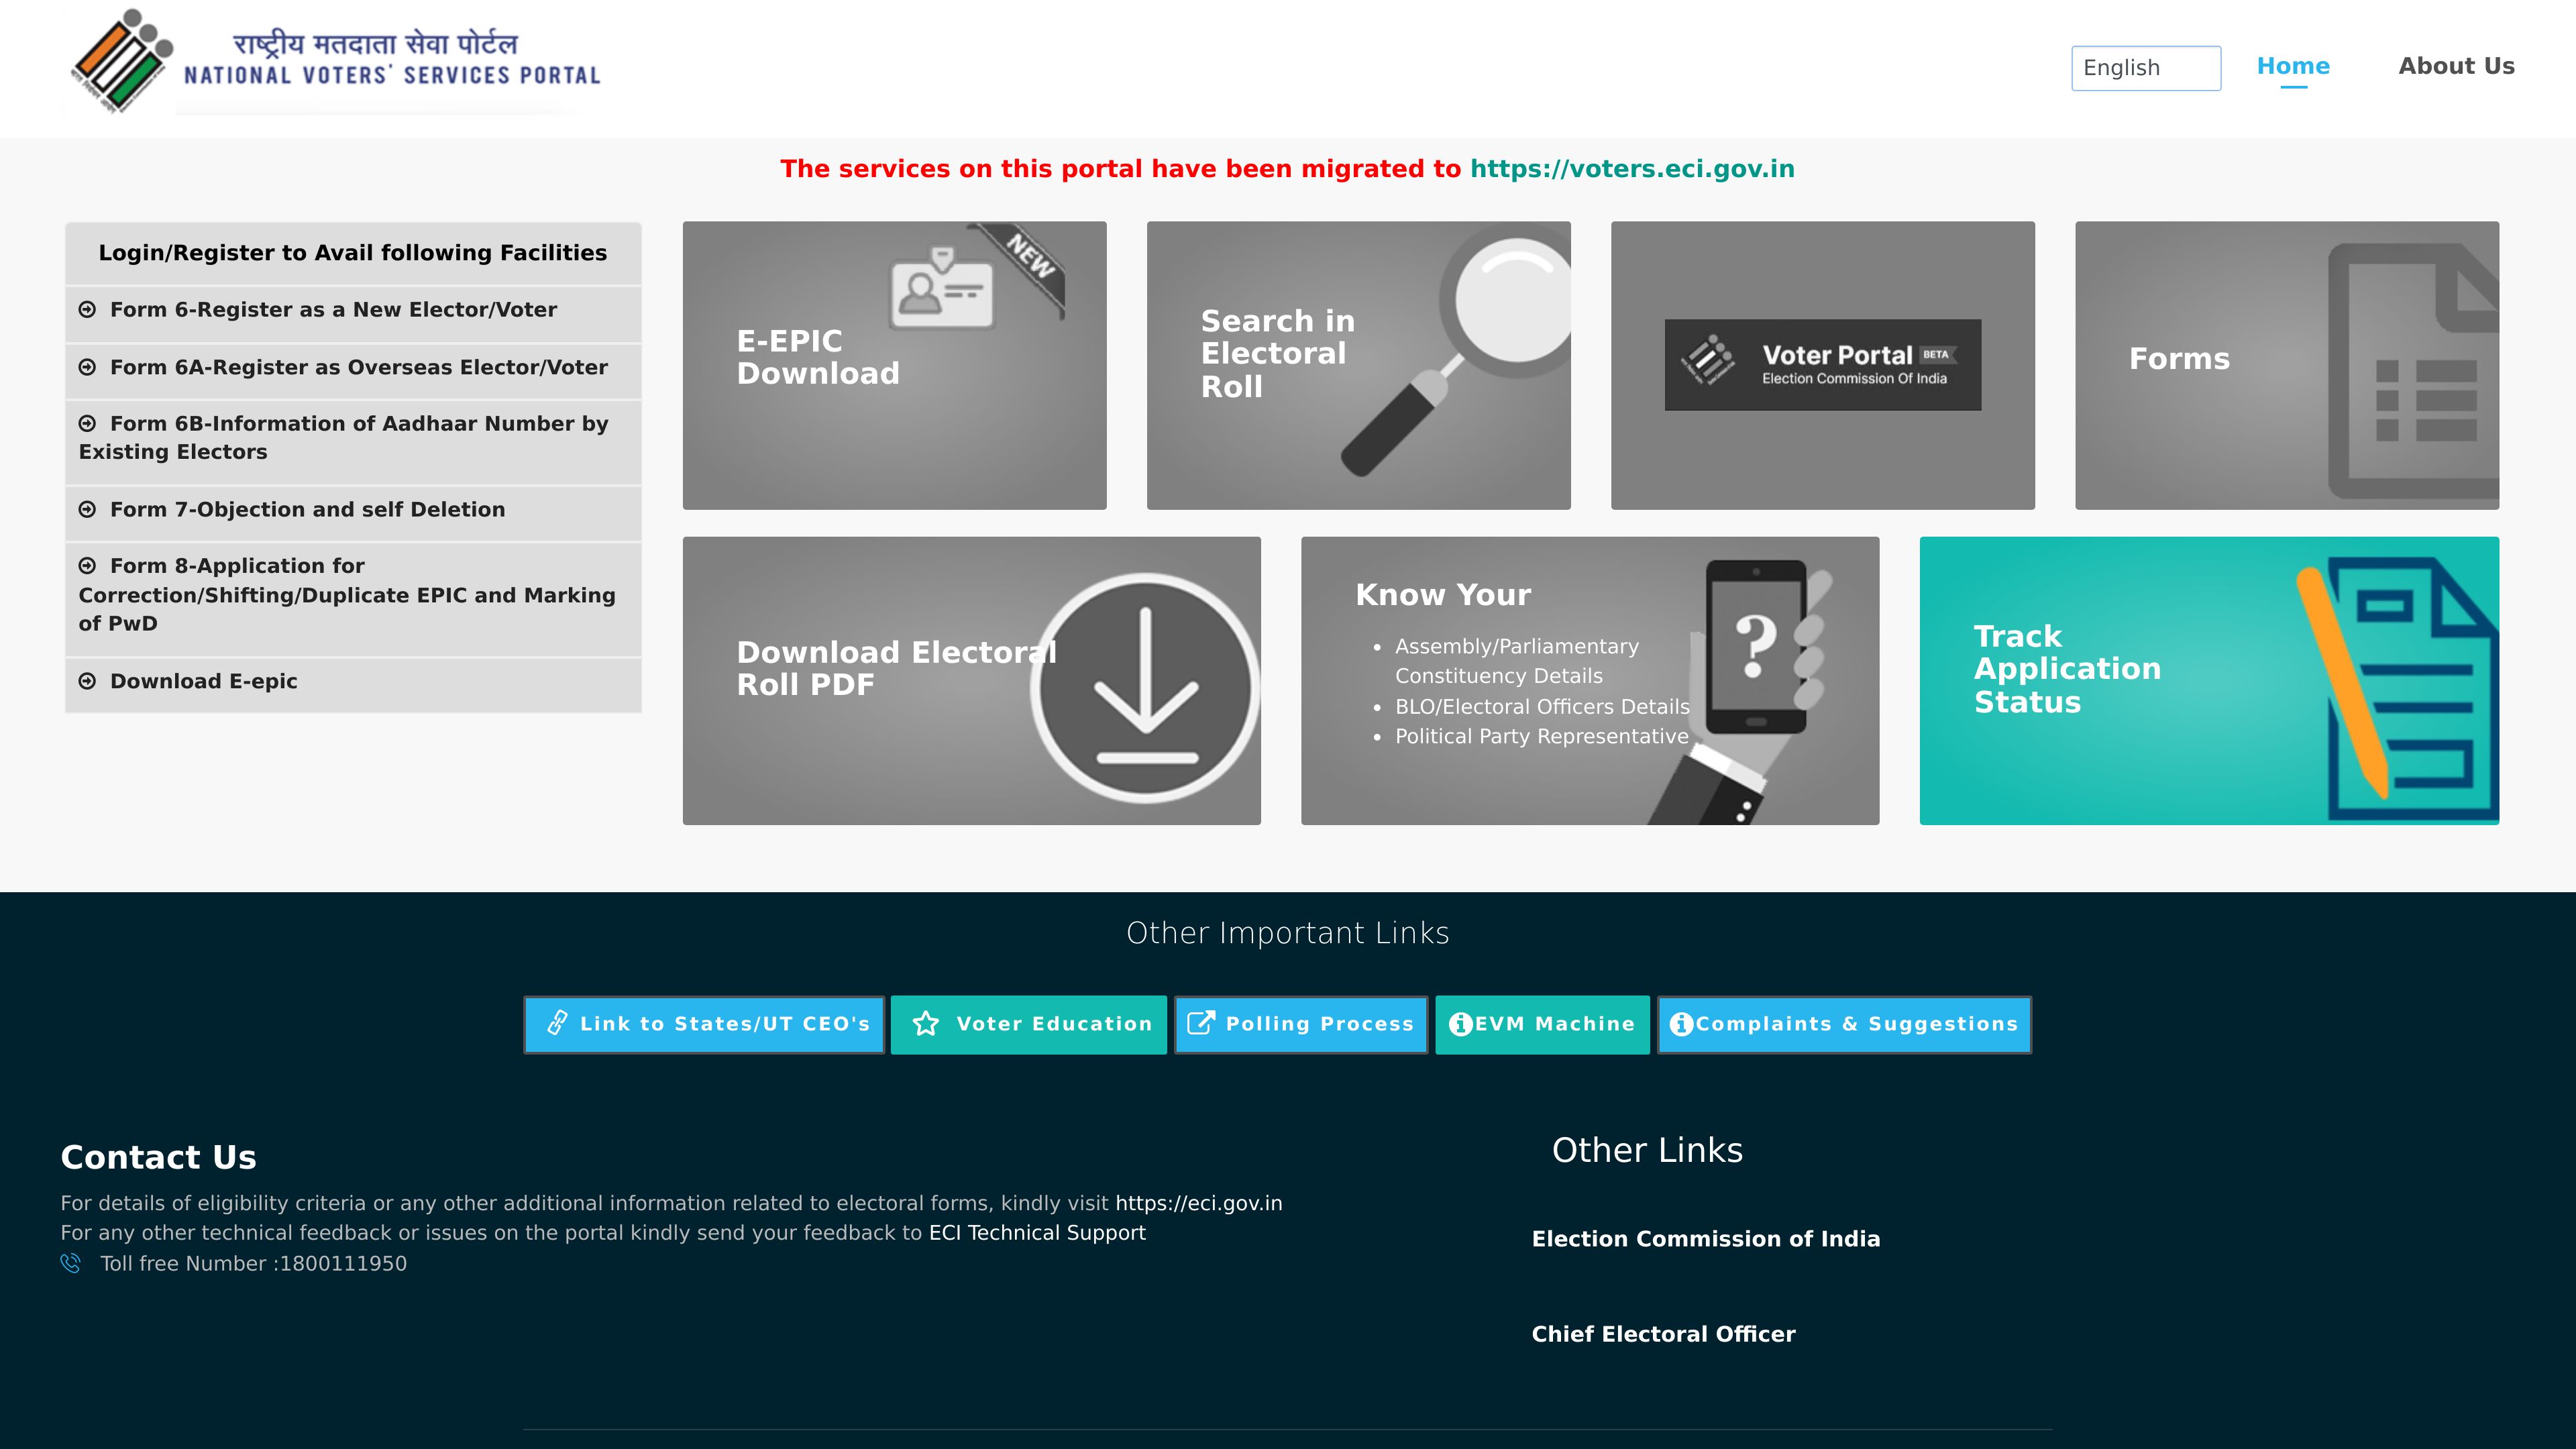 राष्ट्रीय मतदाता सेवा पोर्टल
NATIONAL VOTERS' SERVICES PORTAL
English
Home
About Us
The services on this portal have been migrated to https://voters.eci.gov.in
Login/Register to Avail following Facilities
Form 6-Register as a New Elector/Voter
Form 6A-Register as Overseas Elector/Voter
Form 6B-Information of Aadhaar Number by
Existing Electors
Form 7-Objection and self Deletion
Form 8-Application for
Correction/Shifting/Duplicate EPIC and Marking
of PwD
Download E-epic
NEW
E-EPIC
Download
Search in
Electoral
Roll
Voter Portal BETA
Election Commission Of India
Forms
Download Electoral
Roll PDF
Know Your
• Assembly/Parliamentary
Constituency Details
• BLO/Electoral Officers Details
• Political Party Representative
?
Track
Application
Status
Other Important Links
Link to States/UT CEO's
Voter Education
Polling Process
EVM Machine
Complaints & Suggestions
Contact Us
For details of eligibility criteria or any other additional information related to electoral forms, kindly visit https://eci.gov.in
For any other technical feedback or issues on the portal kindly send your feedback to ECI Technical Support
Toll free Number :1800111950
Other Links
Election Commission of India
Chief Electoral Officer